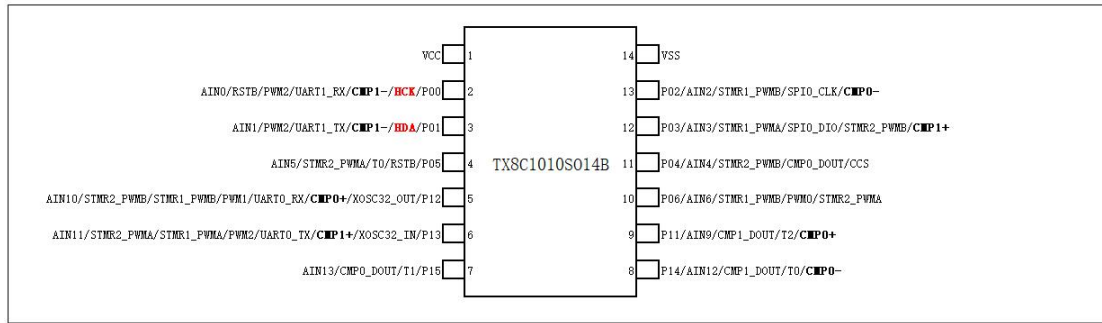 VCC 1 14 VSS
AIN0/RSTB/PWM2/UART1_RX/CMP1-/HCK/P00 2 13 P02/AIN2/STMR1_PWMB/SPI0_CLK/CMP0-
AIN1/PWM2/UART1_TX/CMP1-/HDA/P01 3 12 P03/AIN3/STMR1_PWMA/SPI0_DIO/STMR2_PWMB/CMP1+
AIN5/STMR2_PWMA/T0/RSTB/P05 4 TX8C1010SO14B 11 P04/AIN4/STMR2_PWMB/CMP0_DOUT/CCS
AIN10/STMR2_PWMB/STMR1_PWMB/PWM1/UART0_RX/CMP0+/XOSC32_OUT/P12 5 10 P06/AIN6/STMR1_PWMB/PWM0/STMR2_PWMA
AIN11/STMR2_PWMA/STMR1_PWMA/PWM2/UART0_TX/CMP1+/XOSC32_IN/P13 6 9 P11/AIN9/CMP1_DOUT/T2/CMP0+
AIN13/CMP0_DOUT/T1/P15 7 8 P14/AIN12/CMP1_DOUT/T0/CMP0-